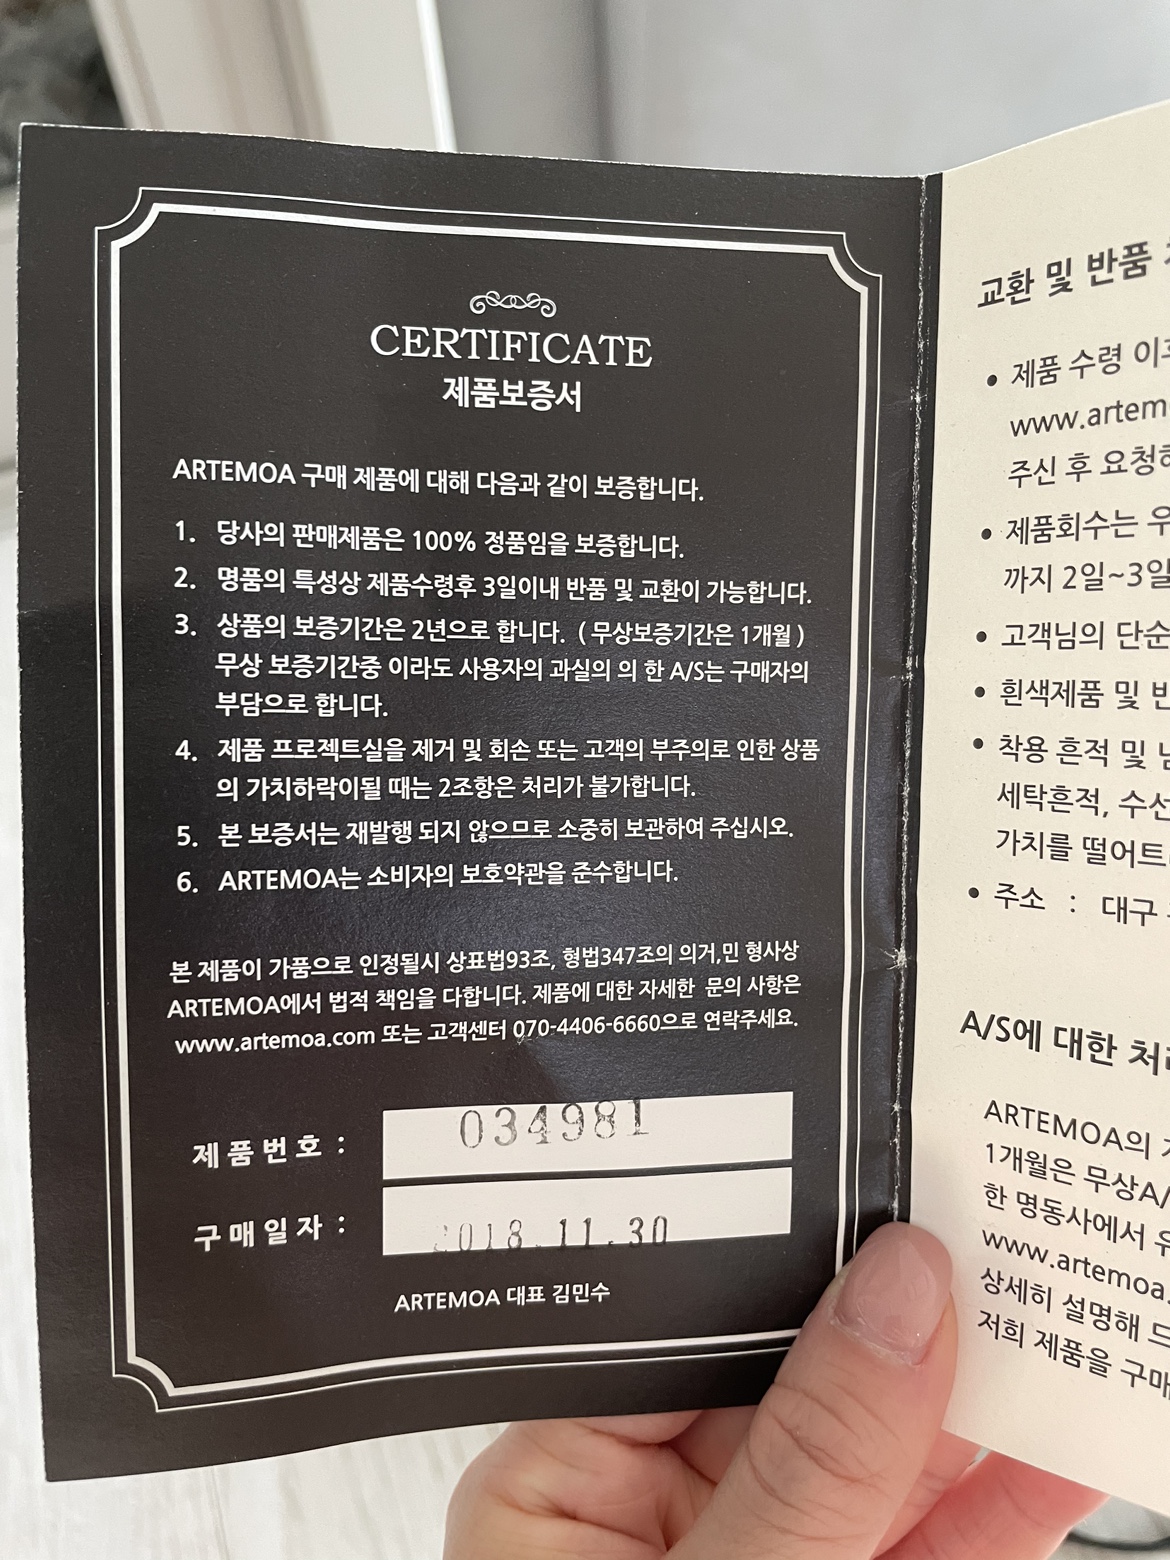 CERTIFICATE
제품보증서
ARTEMOA 구매 제품에 대해 다음과 같이 보증합니다.
1. 당사의 판매제품은 100% 정품임을 보증합니다.
2. 명품의 특성상 제품수령후 3일이내 반품 및 교환이 가능합니다.
3. 상품의 보증기간은 2년으로 합니다. ( 무상보증기간은 1개월 )
무상 보증기간중 이라도 사용자의 과실의 의 한 A/S는 구매자의
부담으로 합니다.
4. 제품 프로젝트실을 제거 및 회손 또는 고객의 부주의로 인한 상품
의 가치하락이될 때는 2조항은 처리가 불가합니다.
5. 본 보증서는 재발행 되지 않으므로 소중히 보관하여 주십시오.
6. ARTEMOA는 소비자의 보호약관을 준수합니다.
본 제품이 가품으로 인정될시 상표법93조, 형법347조의 의거,민 형사상
ARTEMOA에서 법적 책임을 다합니다. 제품에 대한 자세한 문의 사항은
www.artemoa.com 또는 고객센터 070-4406-6660으로 연락주세요.
제품번호 : 034981
구매일자 : 2018.11.30
ARTEMOA 대표 김민수
교환 및 반품
• 제품 수령
www.artem
주신 후
• 제품회수는
까지 2일~3일
• 고객님의 단순
• 흰색제품 및
• 착용 흔적 및
세탁흔적, 수선
가치를
• 주소 : 대구
A/S에 대한
ARTEMOA의
1개월은 무상A/
한 명동사에서
www.artemoa.
상세히 설명해
저희 제품을